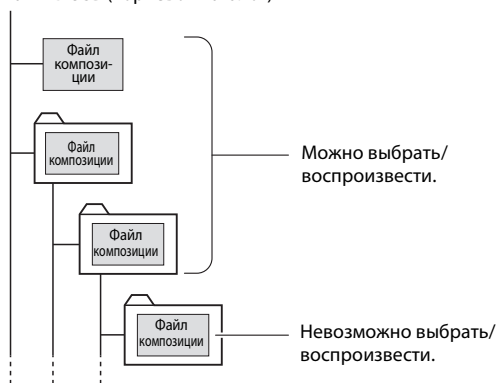 Файл
компози-
ции
Файл
композиции
Можно выбрать/
воспроизвести.
Файл
композиции
Файл
композиции
Невозможно выбрать/
воспроизвести.